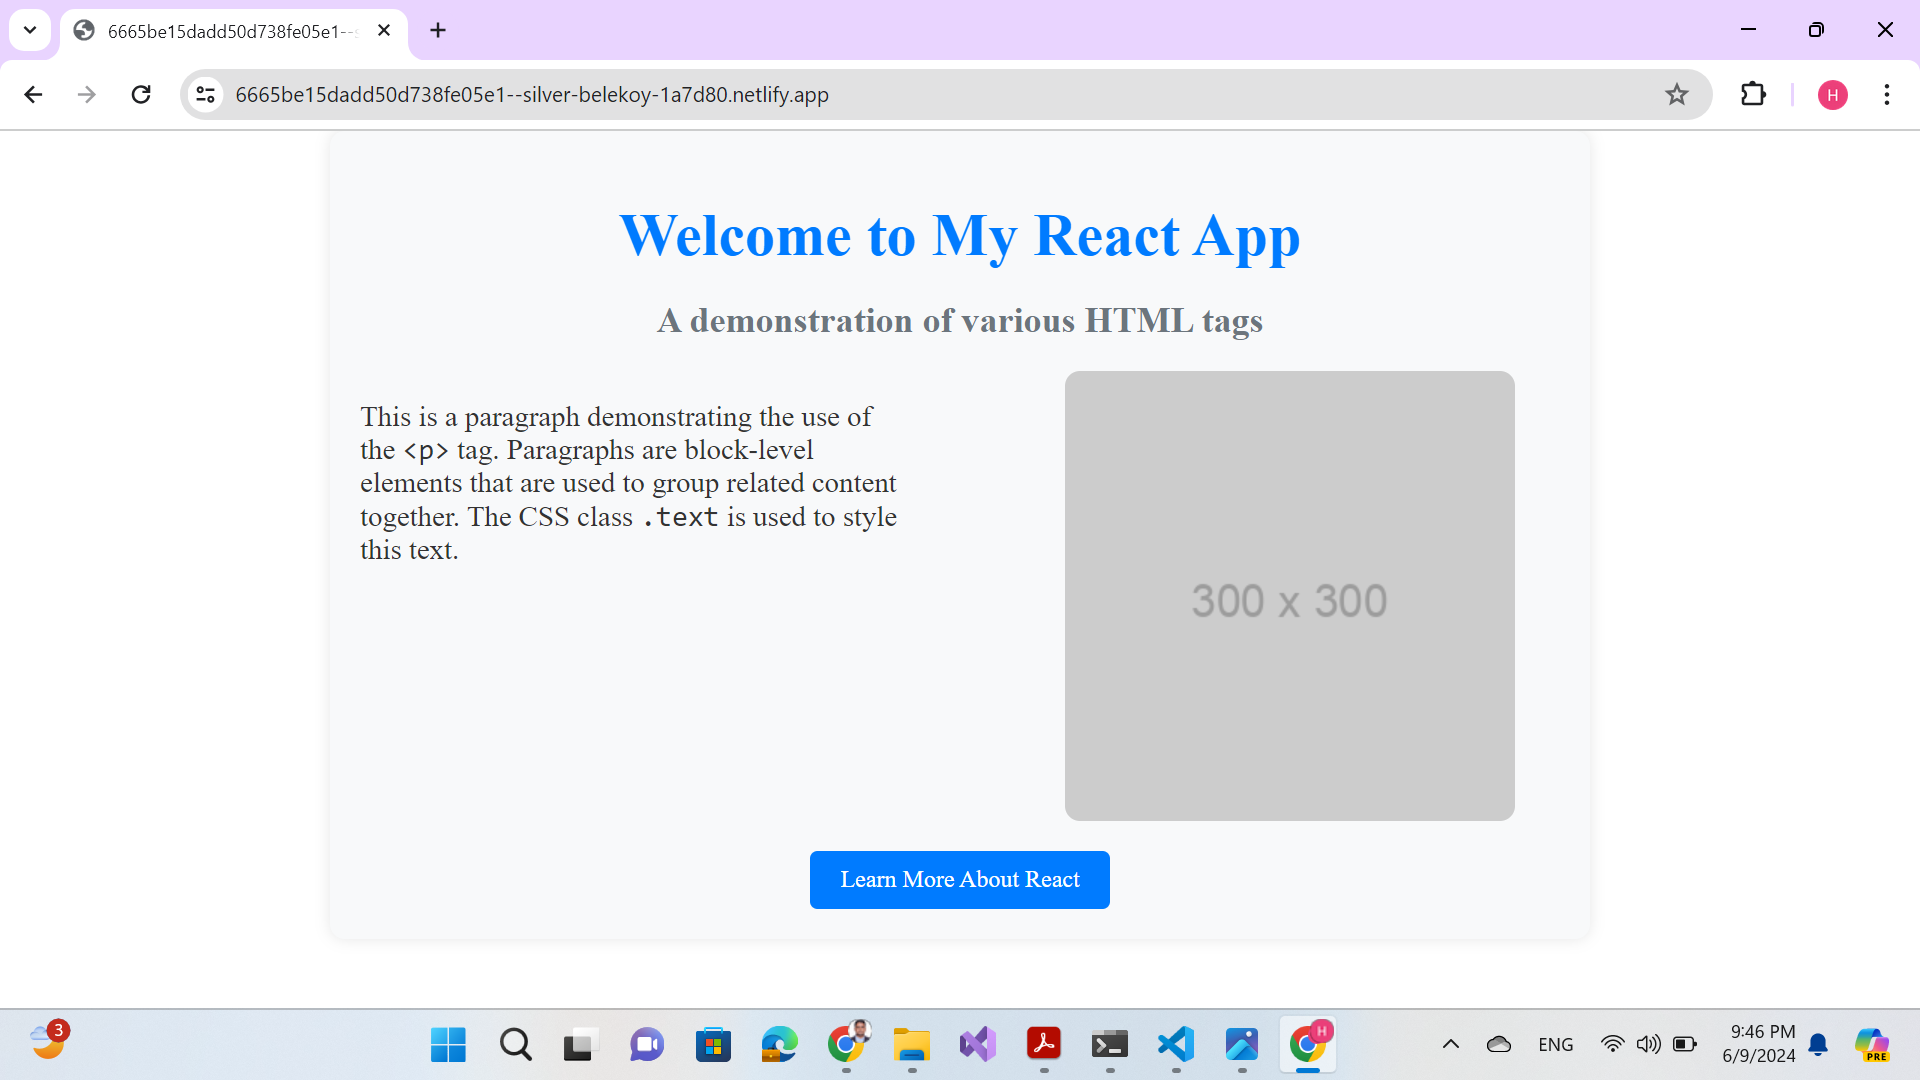 6665be15dadd50d738fe05e1--
6665be15dadd50d738fe05e1--silver-belekoy-1a7d80.netlify.app
H
Welcome to My React App
A demonstration of various HTML tags
This is a paragraph demonstrating the use of
the <p> tag. Paragraphs are block-level
elements that are used to group related content
together. The CSS class .text is used to style
this text.
300 x 300
Learn More About React
3
H
ENG
9:46 PM
6/9/2024
PRE